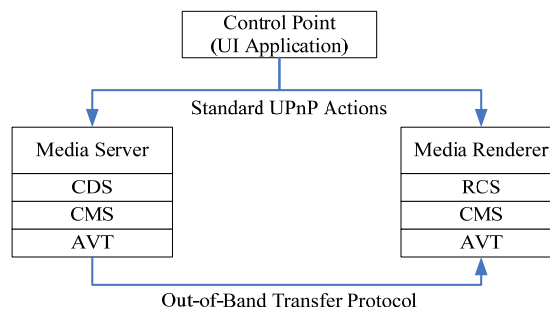 Control Point
(UI Application)
Standard UPnP Actions
Media Server
CDS
CMS
AVT
Media Renderer
RCS
CMS
AVT
Out-of-Band Transfer Protocol